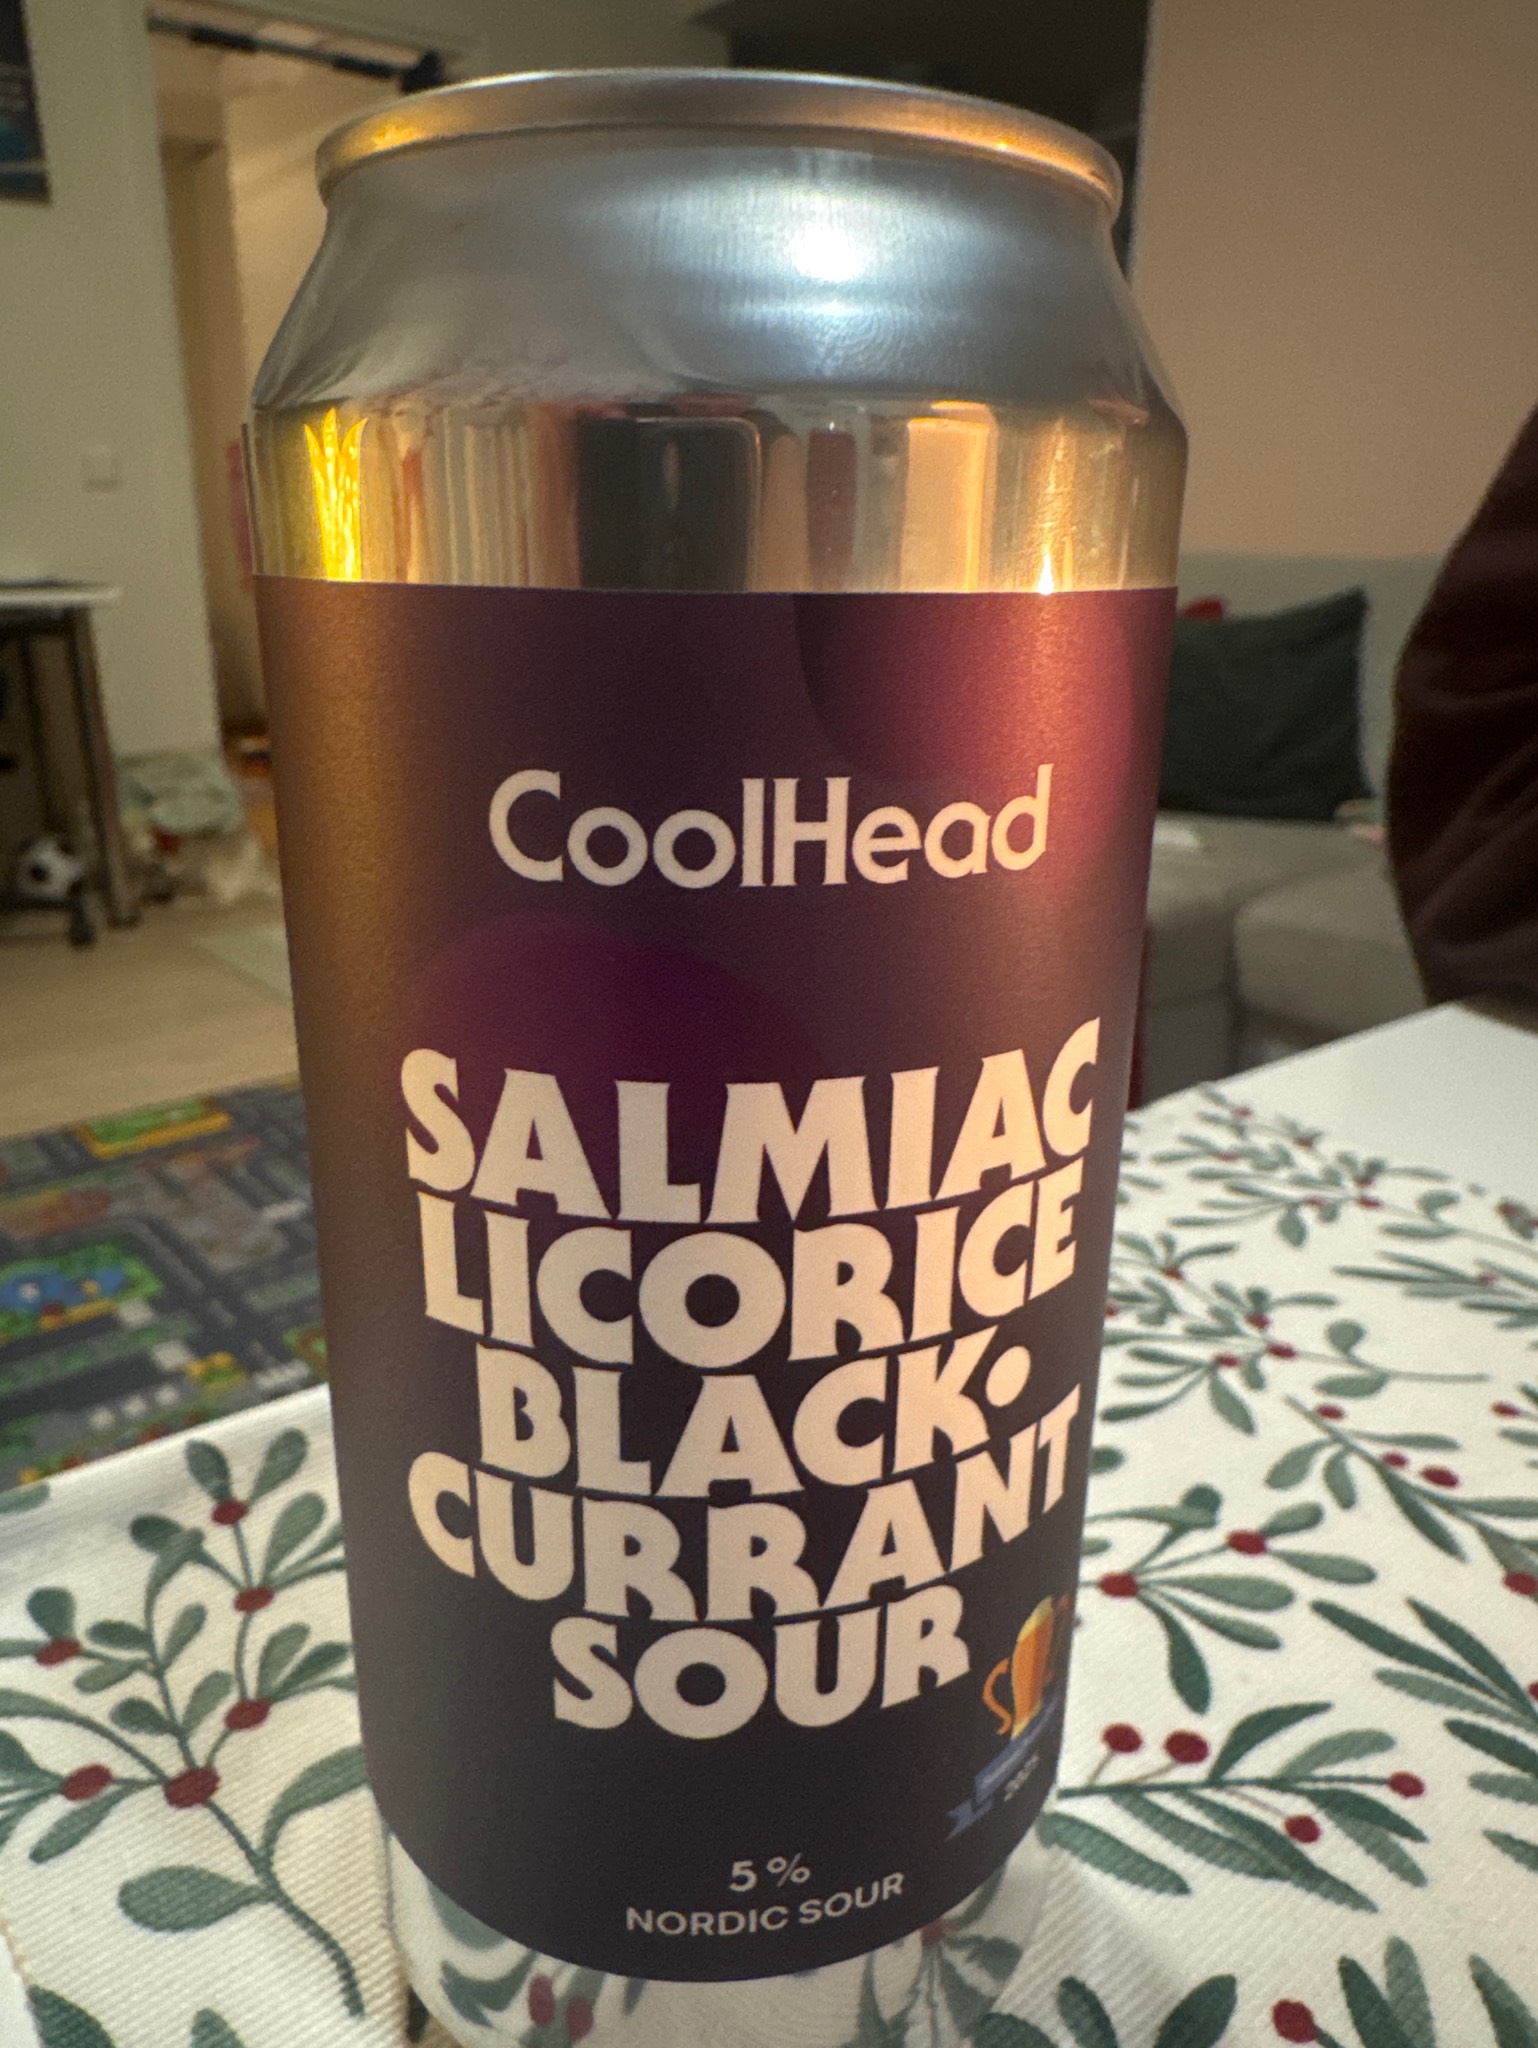 CoolHead
SALMIAC
LICORICE
BLACK•
CURRANT
SOUR
5 %
NORDIC SOUR